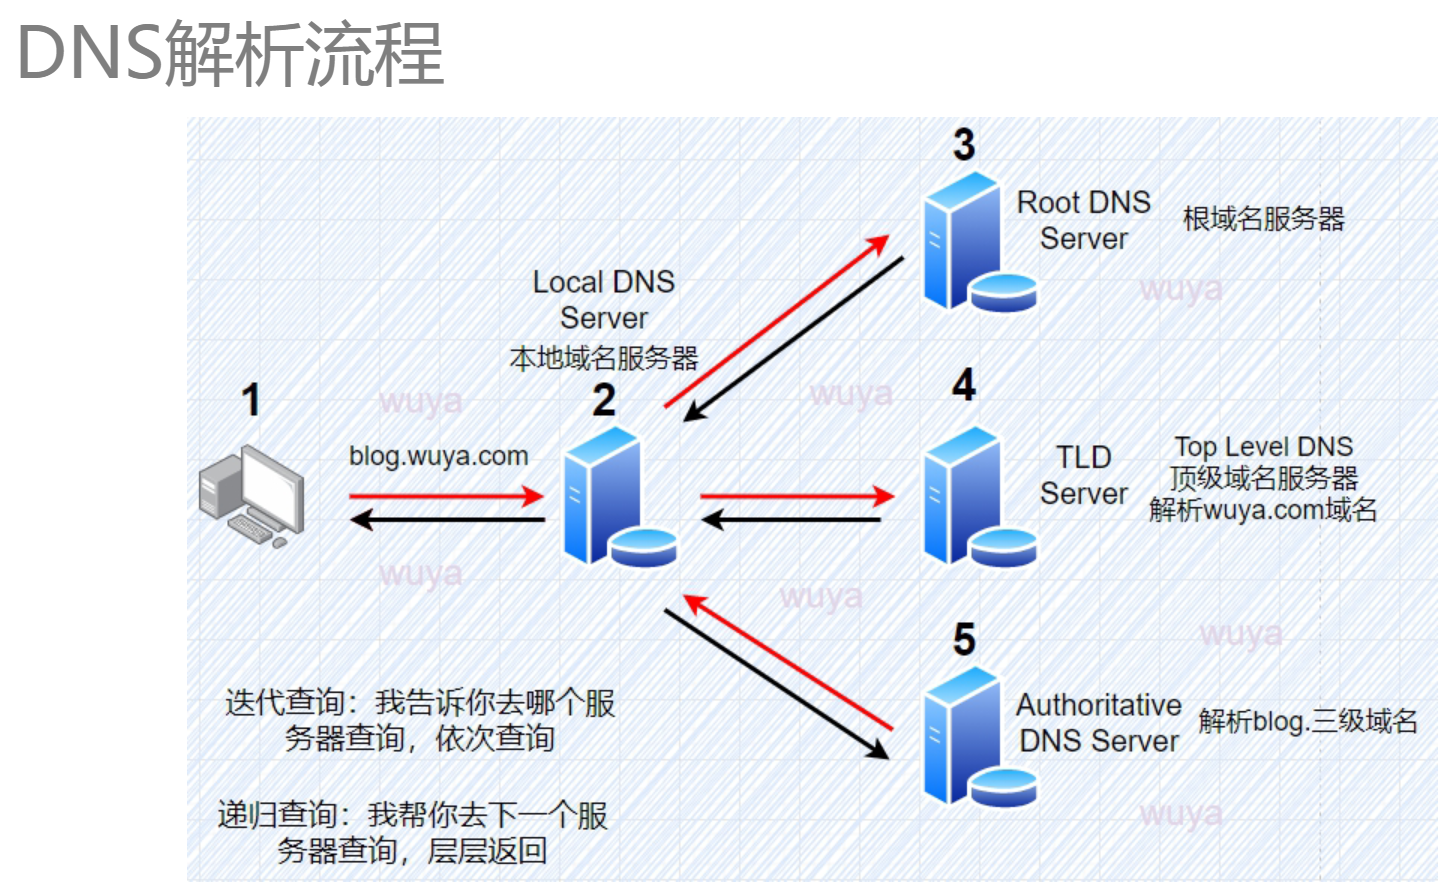 DNS解析流程
3
Root DNS
Server
根域名服务器
wuya
Local DNS
Server
本地域名服务器
1
wuya
2
wuya
4
blog.wuya.com
TLD
Server
Top Level DNS
顶级域名服务器
解析wuya.com域名
wuya
wuya
5
wuya
Authoritative
DNS Server
解析blog.三级域名
迭代查询：我告诉你去哪个服
务器查询，依次查询
递归查询：我帮你去下一个服
务器查询，层层返回
wuya